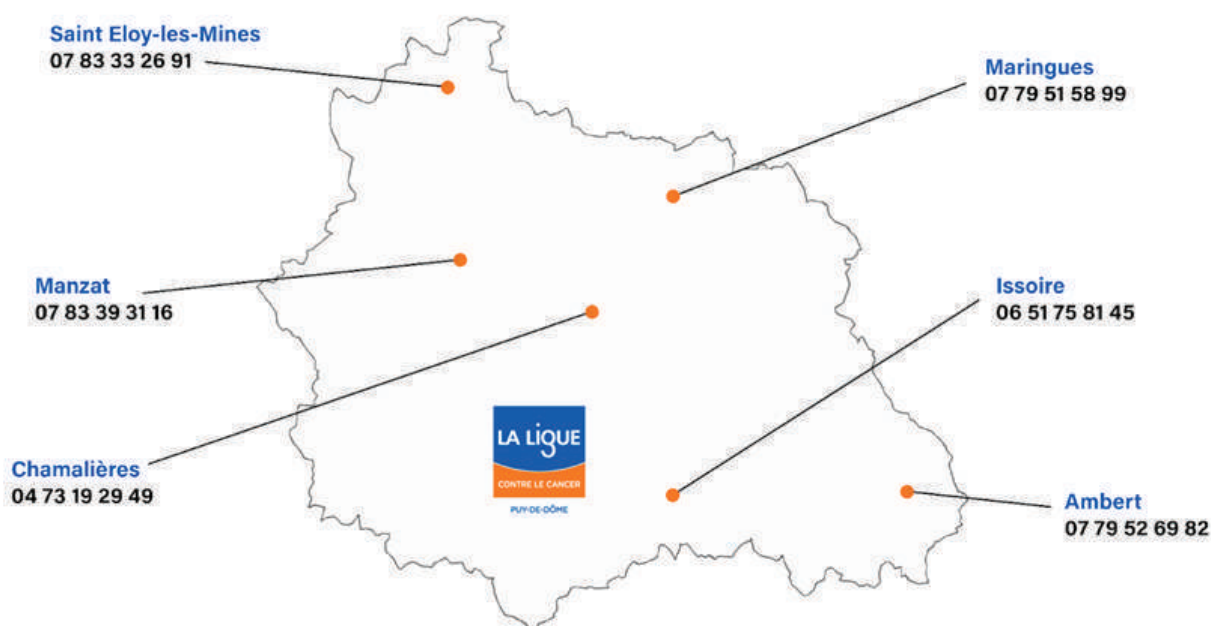 Saint Eloy-les-Mines
07 83 33 26 91
Maringues
07 79 51 58 99
Manzat
07 83 39 31 16
Issoire
06 51 75 81 45
Chamalières
04 73 19 29 49
LA LiGUE
CONTRE LE CANCER
PUY-DE-DÔME
Ambert
07 79 52 69 82